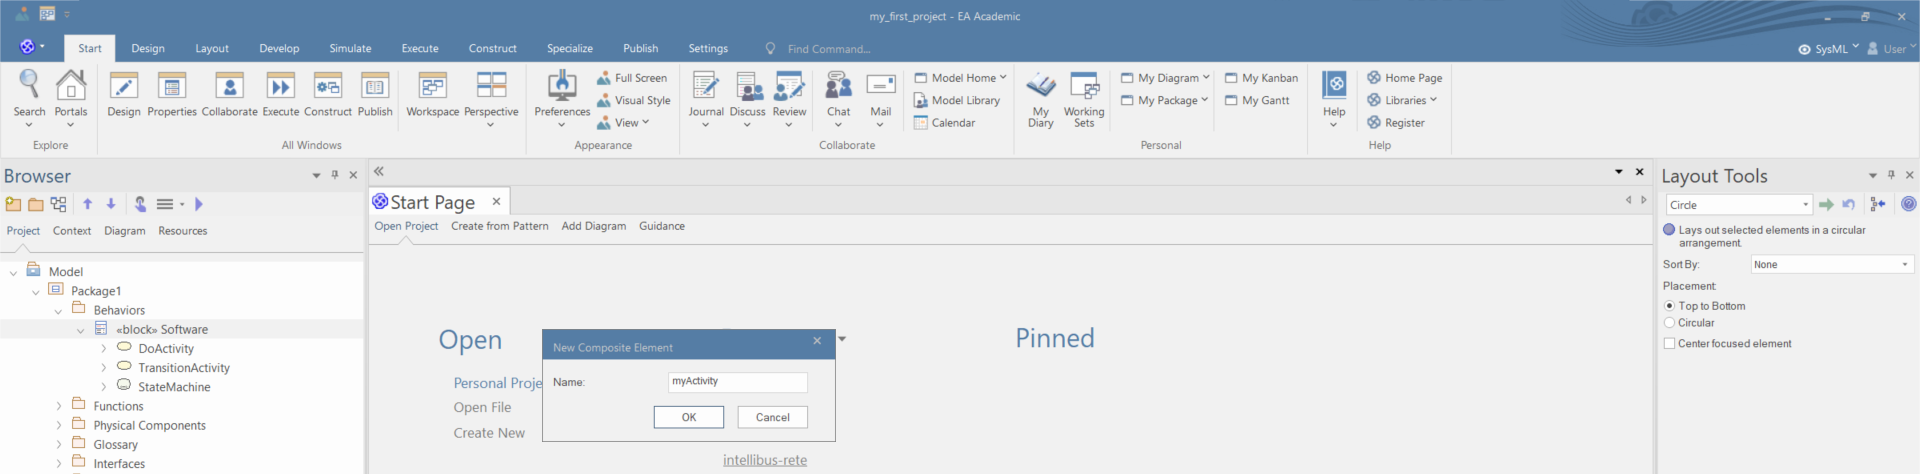 my_first_project - EA Academic
Start Design Layout Develop Simulate Execute Construct Specialize Publish Settings Find Command... SysML User
Search Portals Design Properties Collaborate Execute Construct Publish Workspace Perspective Preferences Full Screen Visual Style View Journal Discuss Review Chat Mail Model Home Model Library Calendar My Diary Working Sets My Diagram My Package My Kanban My Gantt Help Home Page Libraries Register
Explore All Windows Appearance Collaborate Personal Help
Browser
Project Context Diagram Resources
Model
Package1
Behaviors
«block» Software
DoActivity
TransitionActivity
StateMachine
Functions
Physical Components
Glossary
Interfaces
Start Page
Open Project Create from Pattern Add Diagram Guidance
Open
Personal Proje
Open File
Create New
New Composite Element
Name: myActivity
OK Cancel
intellibus-rete
Pinned
Layout Tools
Circle
Lays out selected elements in a circular
arrangement.
Sort By: None
Placement
Top to Bottom
Circular
Center focused element